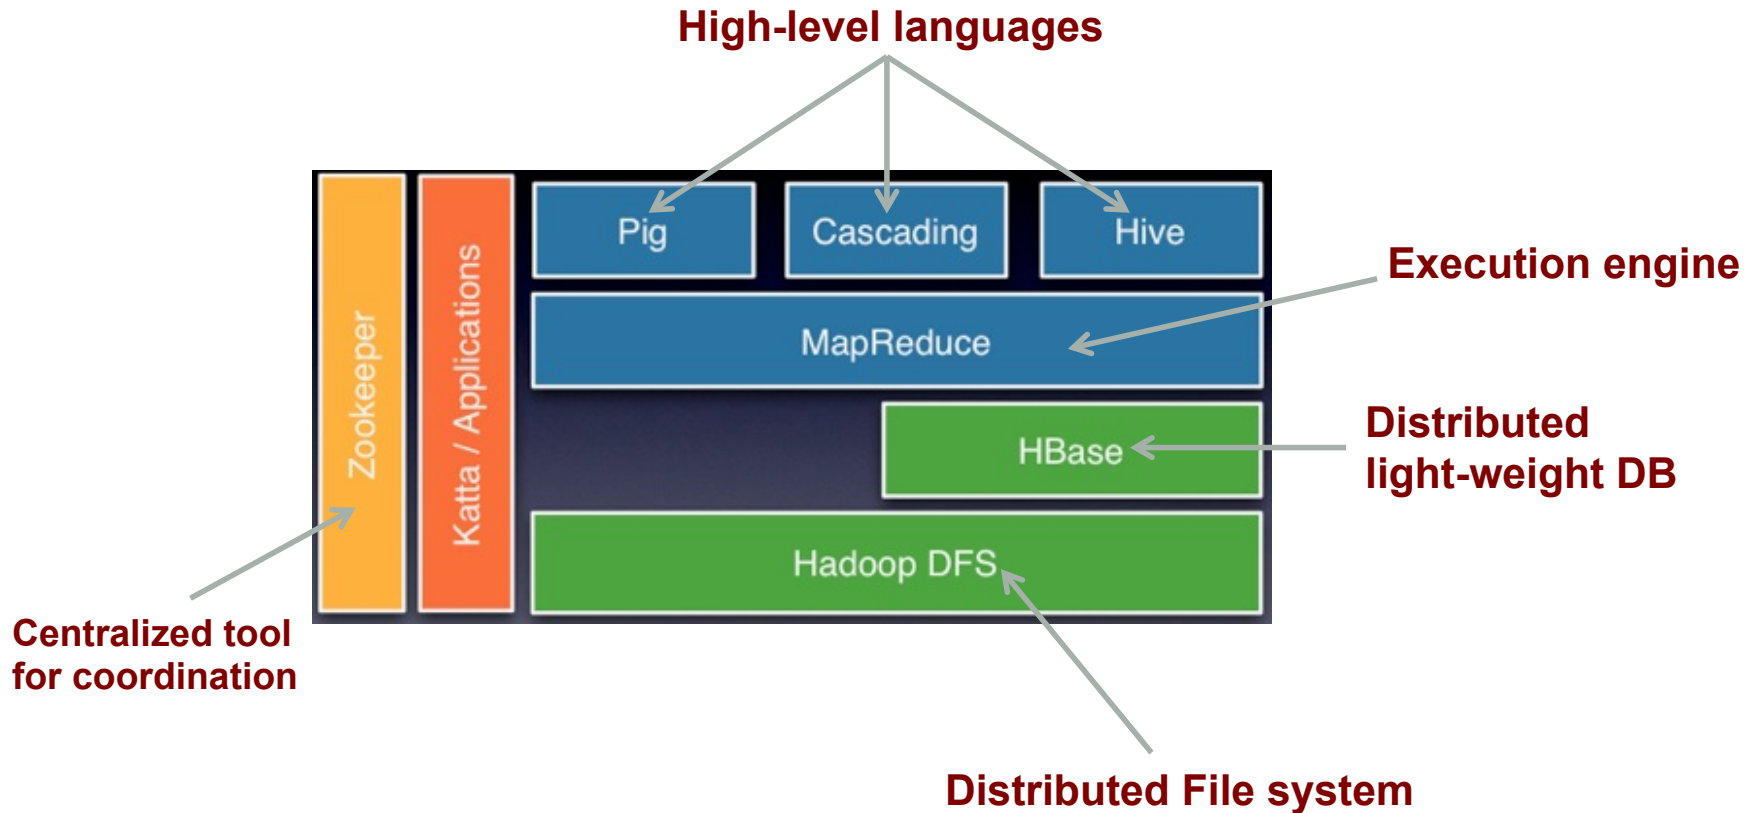 High-level languages
Zookeeper
Katta / Applications
Pig
Cascading
Hive
Execution engine
MapReduce
Distributed
light-weight DB
HBase
Hadoop DFS
Centralized tool
for coordination
Distributed File system